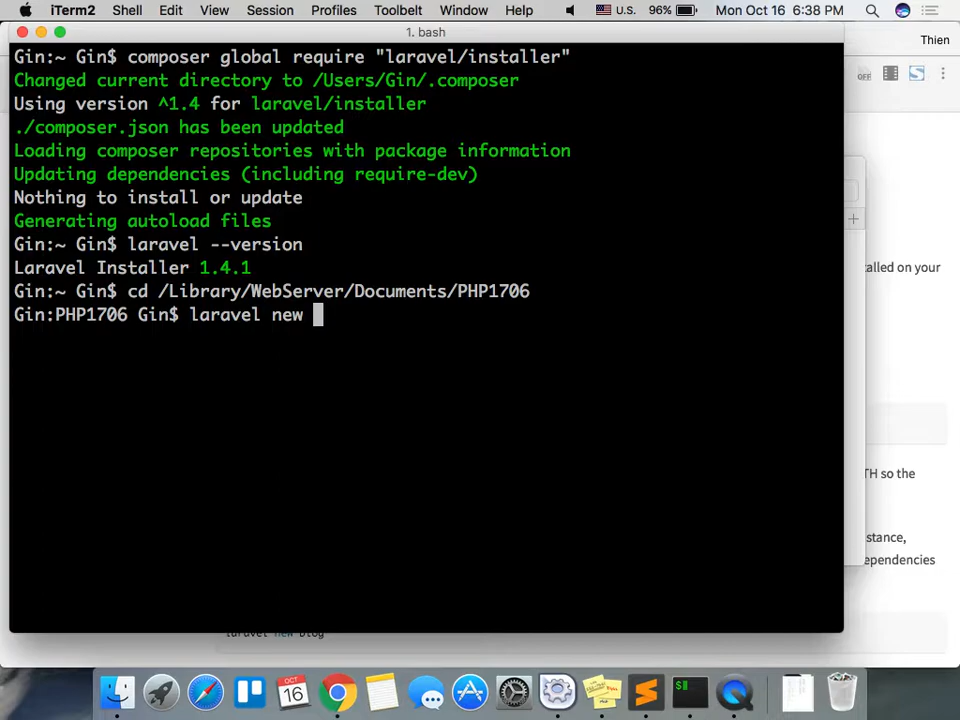 iTerm2 Shell Edit View Session Profiles Toolbelt Window Help U.S. 96% Mon Oct 16 6:38 PM
1. bash
Thien
Gin:~ Gin$ composer global require "laravel/installer"
Changed current directory to /Users/Gin/.composer
Using version ^1.4 for laravel/installer
./composer.json has been updated
Loading composer repositories with package information
Updating dependencies (including require-dev)
Nothing to install or update
Generating autoload files
Gin:~ Gin$ laravel --version
Laravel Installer 1.4.1
Gin:~ Gin$ cd /Library/WebServer/Documents/PHP1706
Gin:PHP1706 Gin$ laravel new
OFF
alled on your
TH so the
stance,
ependencies
laravel new blog
OCT
16